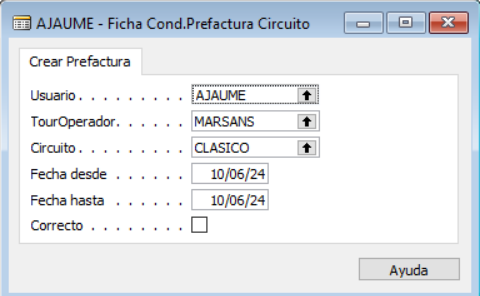 AJAUME - Ficha Cond.Prefactura Circuito
Crear Prefactura
Usuario . . . . . . . . . AJAUME
TourOperador. . . . . . MARSANS
Circuito . . . . . . . . . CLASICO
Fecha desde . . . . . . 10/06/24
Fecha hasta . . . . . . 10/06/24
Correcto . . . . . . . .
Ayuda